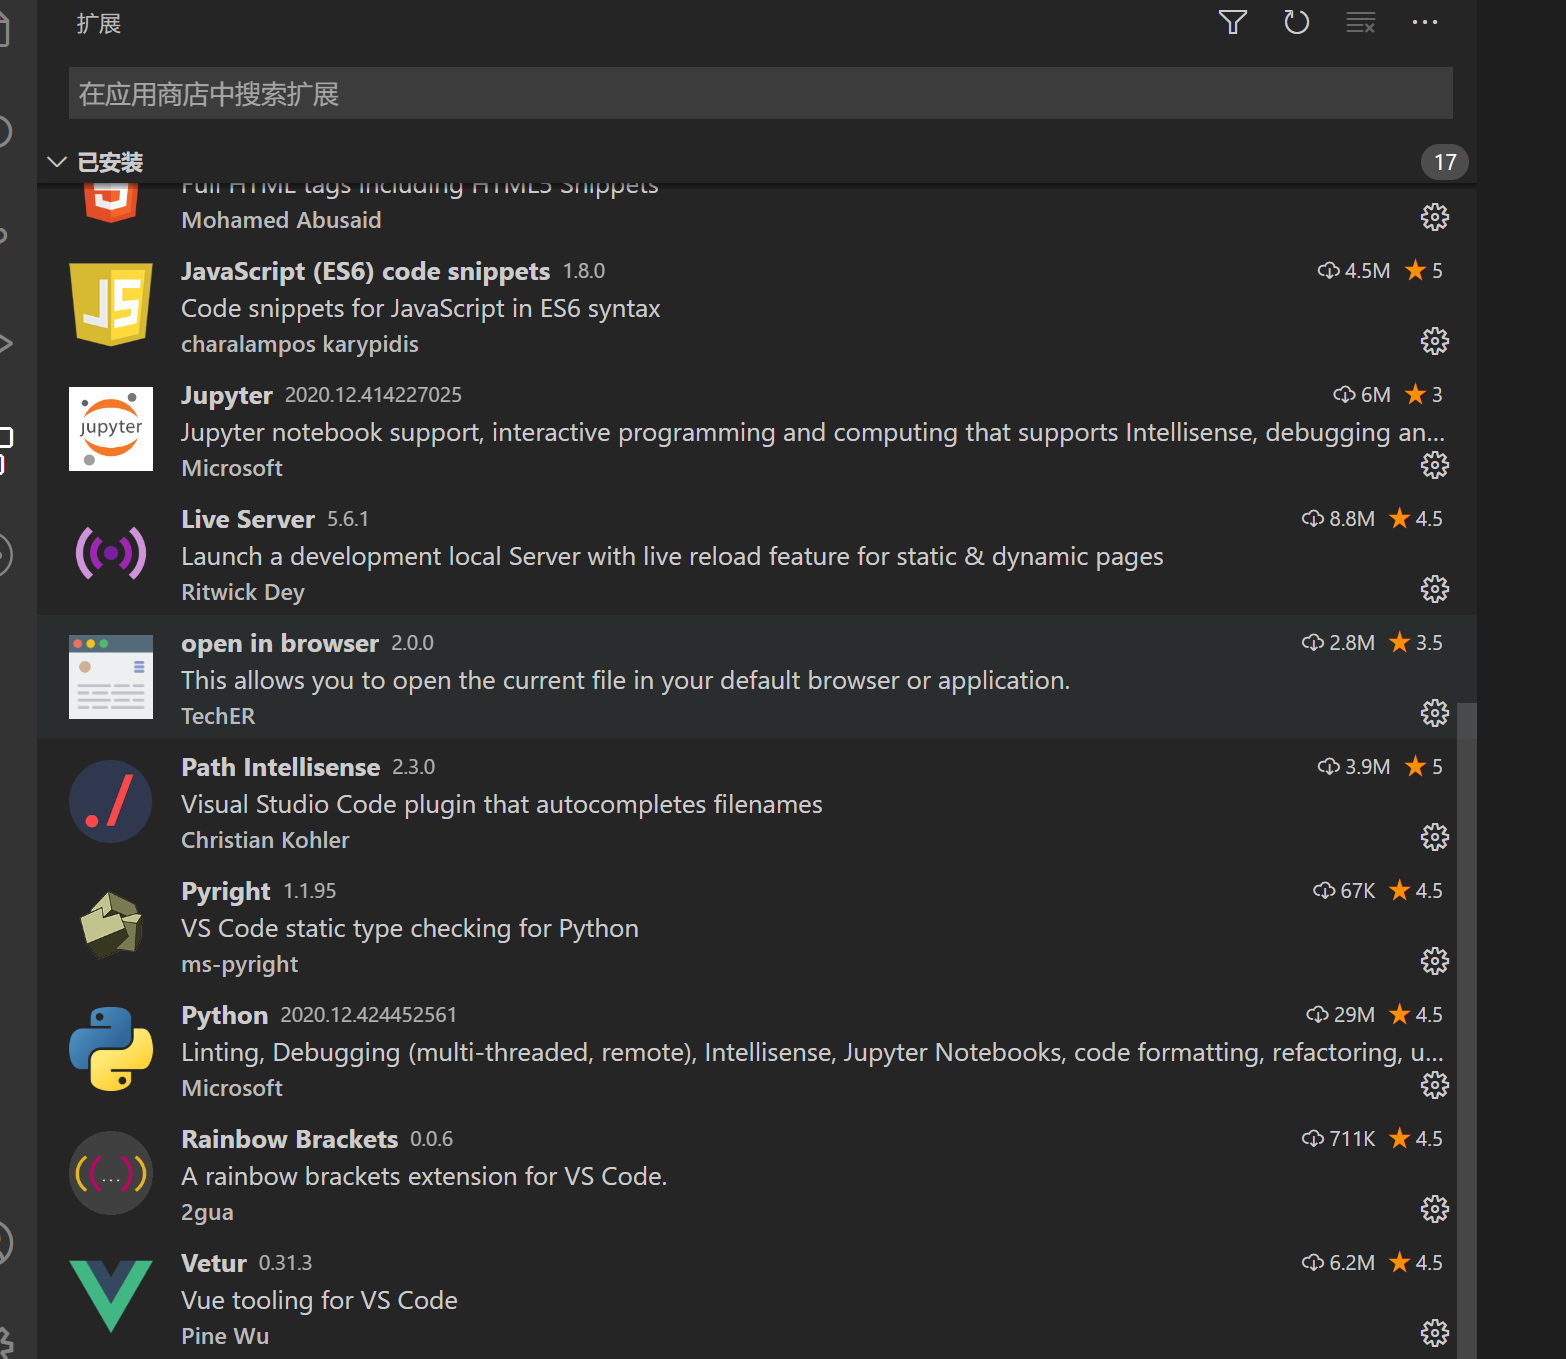 扩展
在应用商店中搜索扩展
已安装 17
Full HTML tags including HTML5 Snippets
Mohamed Abusaid
JavaScript (ES6) code snippets 1.8.0 4.5M 5
Code snippets for JavaScript in ES6 syntax
charalampos karypidis
Jupyter 2020.12.414227025 6M 3
jupyter
Jupyter notebook support, interactive programming and computing that supports Intellisense, debugging an...
Microsoft
Live Server 5.6.1 8.8M 4.5
Launch a development local Server with live reload feature for static & dynamic pages
Ritwick Dey
open in browser 2.0.0 2.8M 3.5
This allows you to open the current file in your default browser or application.
TechER
Path Intellisense 2.3.0 3.9M 5
./
Visual Studio Code plugin that autocompletes filenames
Christian Kohler
Pyright 1.1.95 67K 4.5
VS Code static type checking for Python
ms-pyright
Python 2020.12.424452561 29M 4.5
Linting, Debugging (multi-threaded, remote), Intellisense, Jupyter Notebooks, code formatting, refactoring, u...
Microsoft
Rainbow Brackets 0.0.6 711K 4.5
((...))
A rainbow brackets extension for VS Code.
2gua
Vetur 0.31.3 6.2M 4.5
Vue tooling for VS Code
Pine Wu
JS